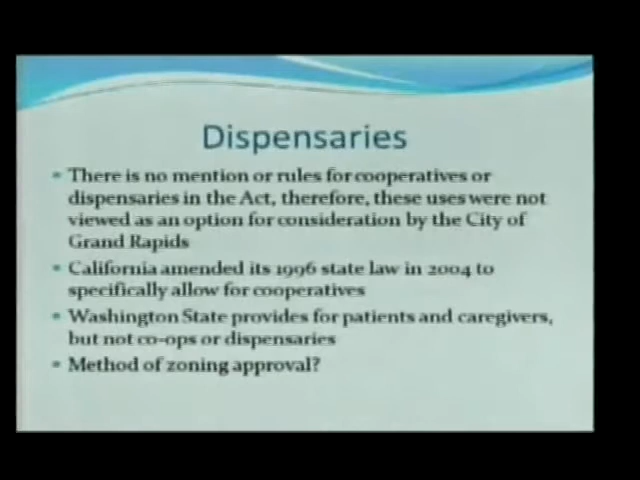 Dispensaries
There is no mention or rules for cooperatives or
dispensaries in the Act, therefore, these uses were not
viewed as an option for consideration by the City of
Grand Rapids
California amended its 1996 state law in 2004 to
specifically allow for cooperatives
Washington State provides for patients and caregivers,
but not co-ops or dispensaries
Method of zoning approval?